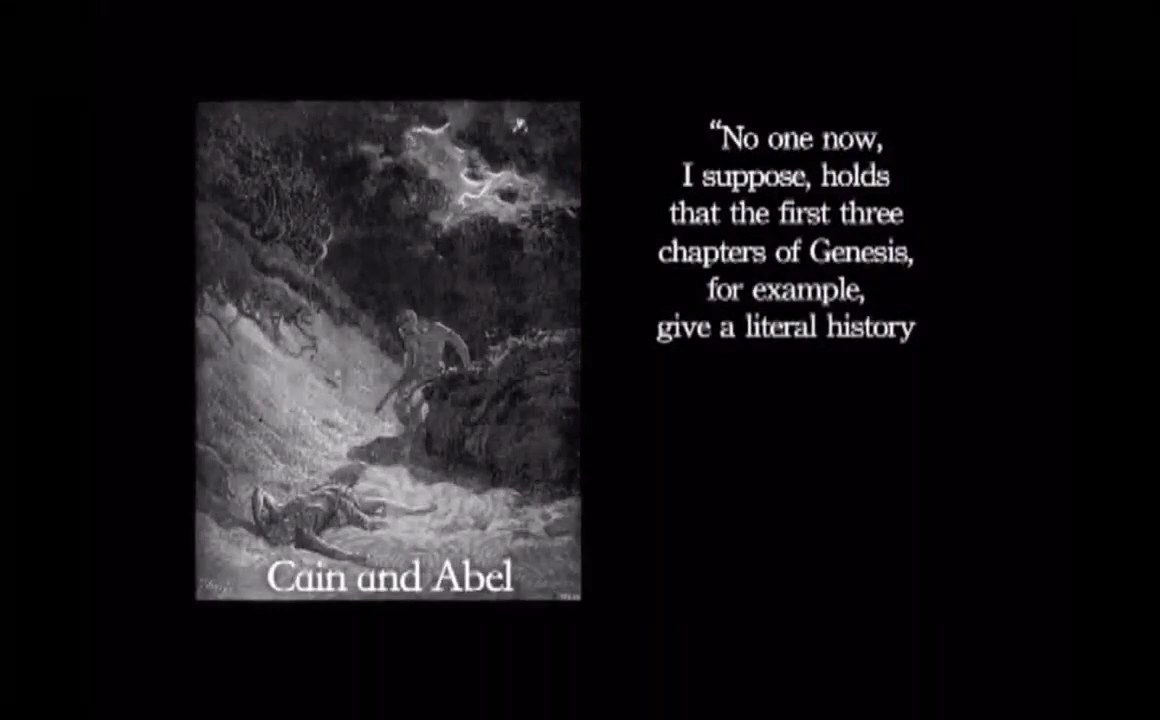 Cain and Abel
“No one now,
I suppose, holds
that the first three
chapters of Genesis,
for example,
give a literal history